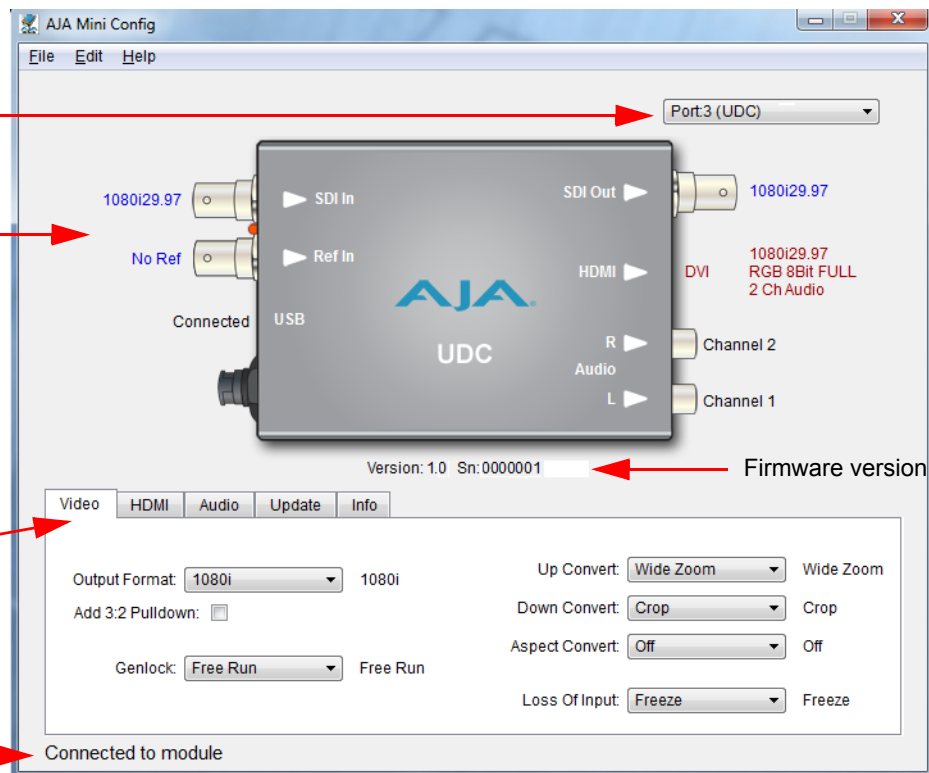 AJA Mini Config
File Edit Help
Port:3 (UDC)
1080i29.97
SDI In
SDI Out
1080i29.97
No Ref
Ref In
HDMI
DVI
1080i29.97
RGB 8Bit FULL
2 Ch Audio
Connected
USB
AJA
UDC
R
Audio
L
Channel 2
Channel 1
Version: 1.0 Sn:0000001
Firmware version
Video HDMI Audio Update Info
Output Format: 1080i 1080i
Add 3:2 Pulldown:
Genlock: Free Run Free Run
Up Convert: Wide Zoom Wide Zoom
Down Convert: Crop Crop
Aspect Convert: Off Off
Loss Of Input: Freeze Freeze
Connected to module